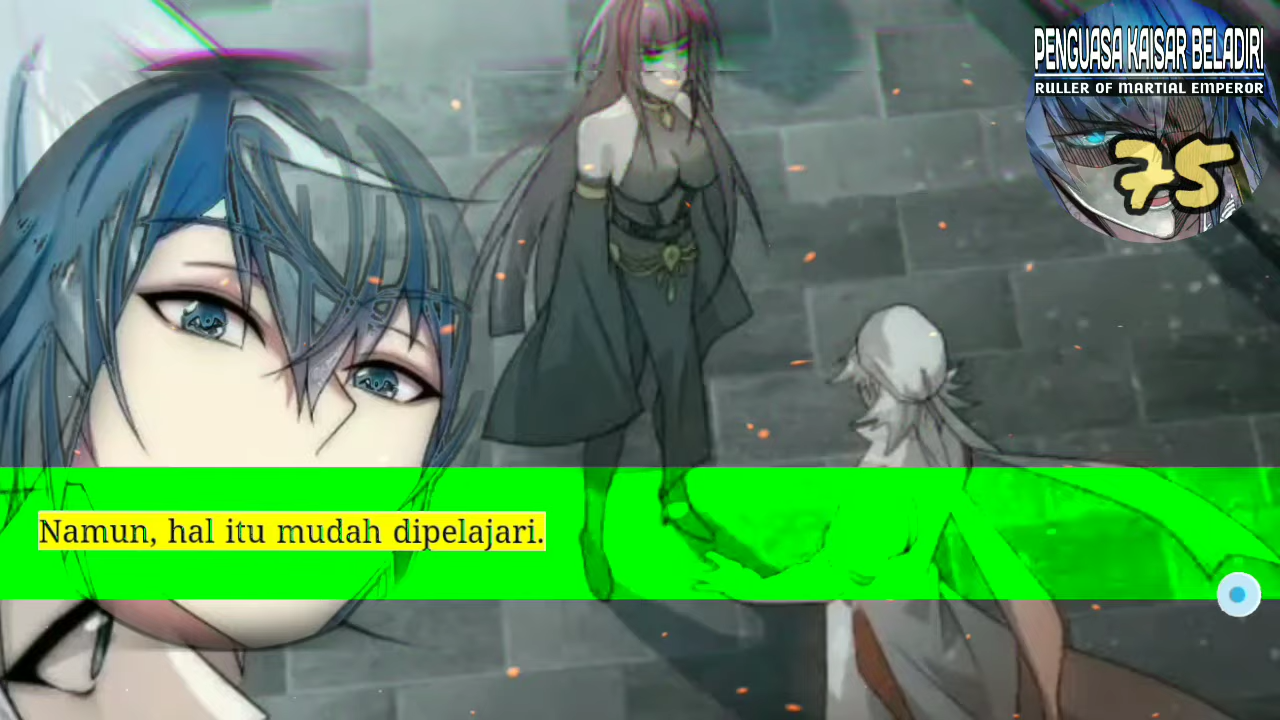 PENGUASA KAISAR BELADIRI
RULLER OF MARTIAL EMPEROR
75
Namun, hal itu mudah dipelajari.